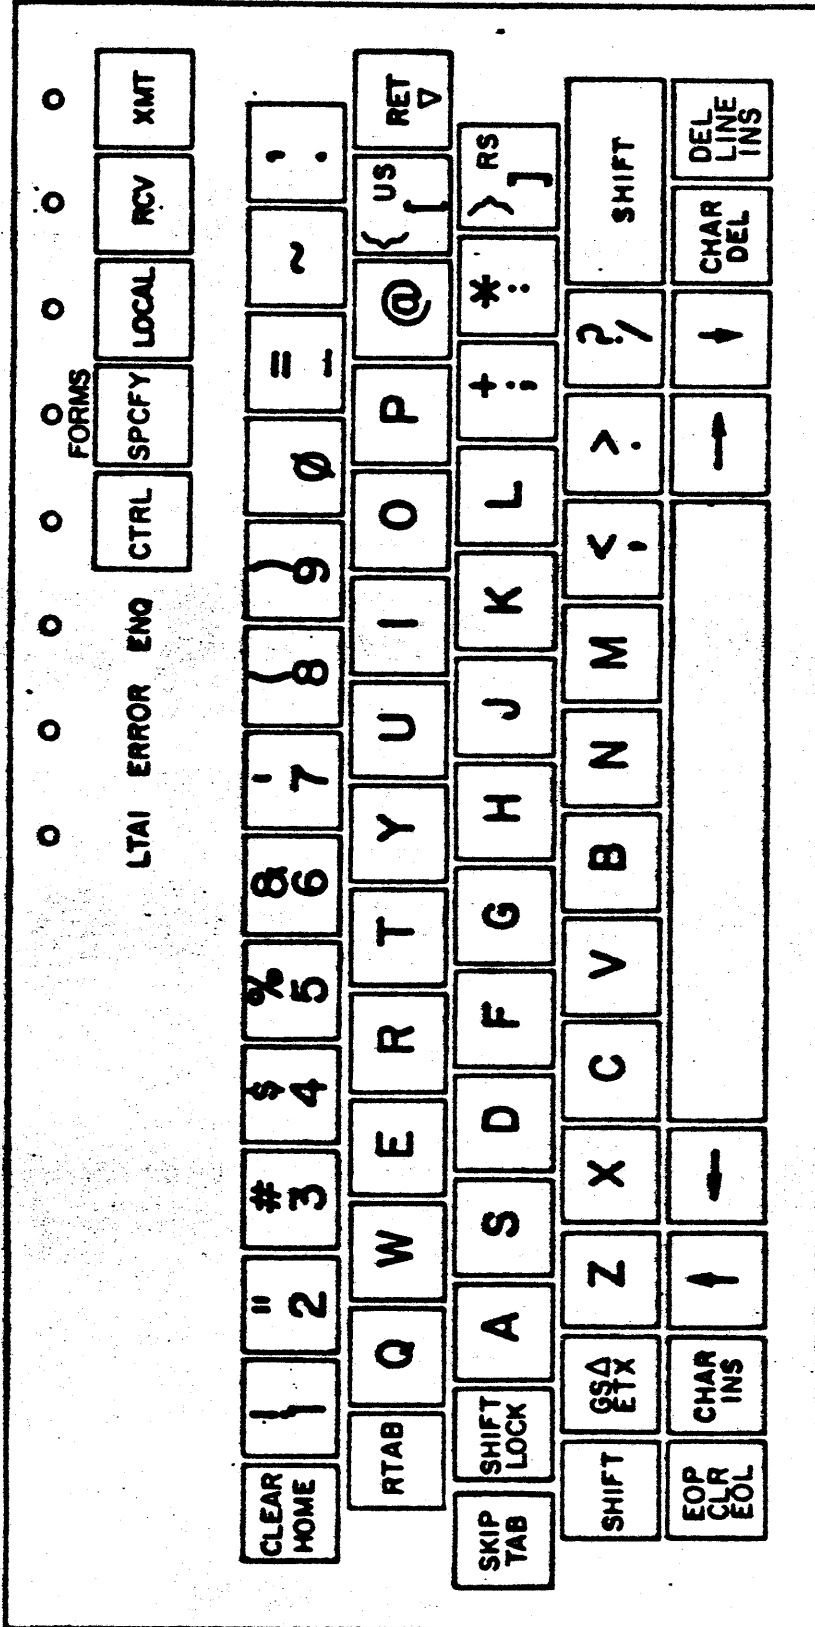 FORMS
CTRL SPCFY LOCAL RCV XMT
LTAI ERROR ENQ
CLEAR HOME ! 1 " 2 # 3 $ 4 % 5 & 6 ' 7 ( 8 ) 9 Ø = - ~ , .
RTAB Q W E R T Y U I O P @ { US [ RET ▽
SKIP TAB SHIFT LOCK A S D F G H J K L + ; * : } RS ]
SHIFT GS△ ETX Z X C V B N M < , > . ? / SHIFT
EOP CLR EOL CHAR INS ↑ ← → ↓ CHAR DEL DEL LINE INS